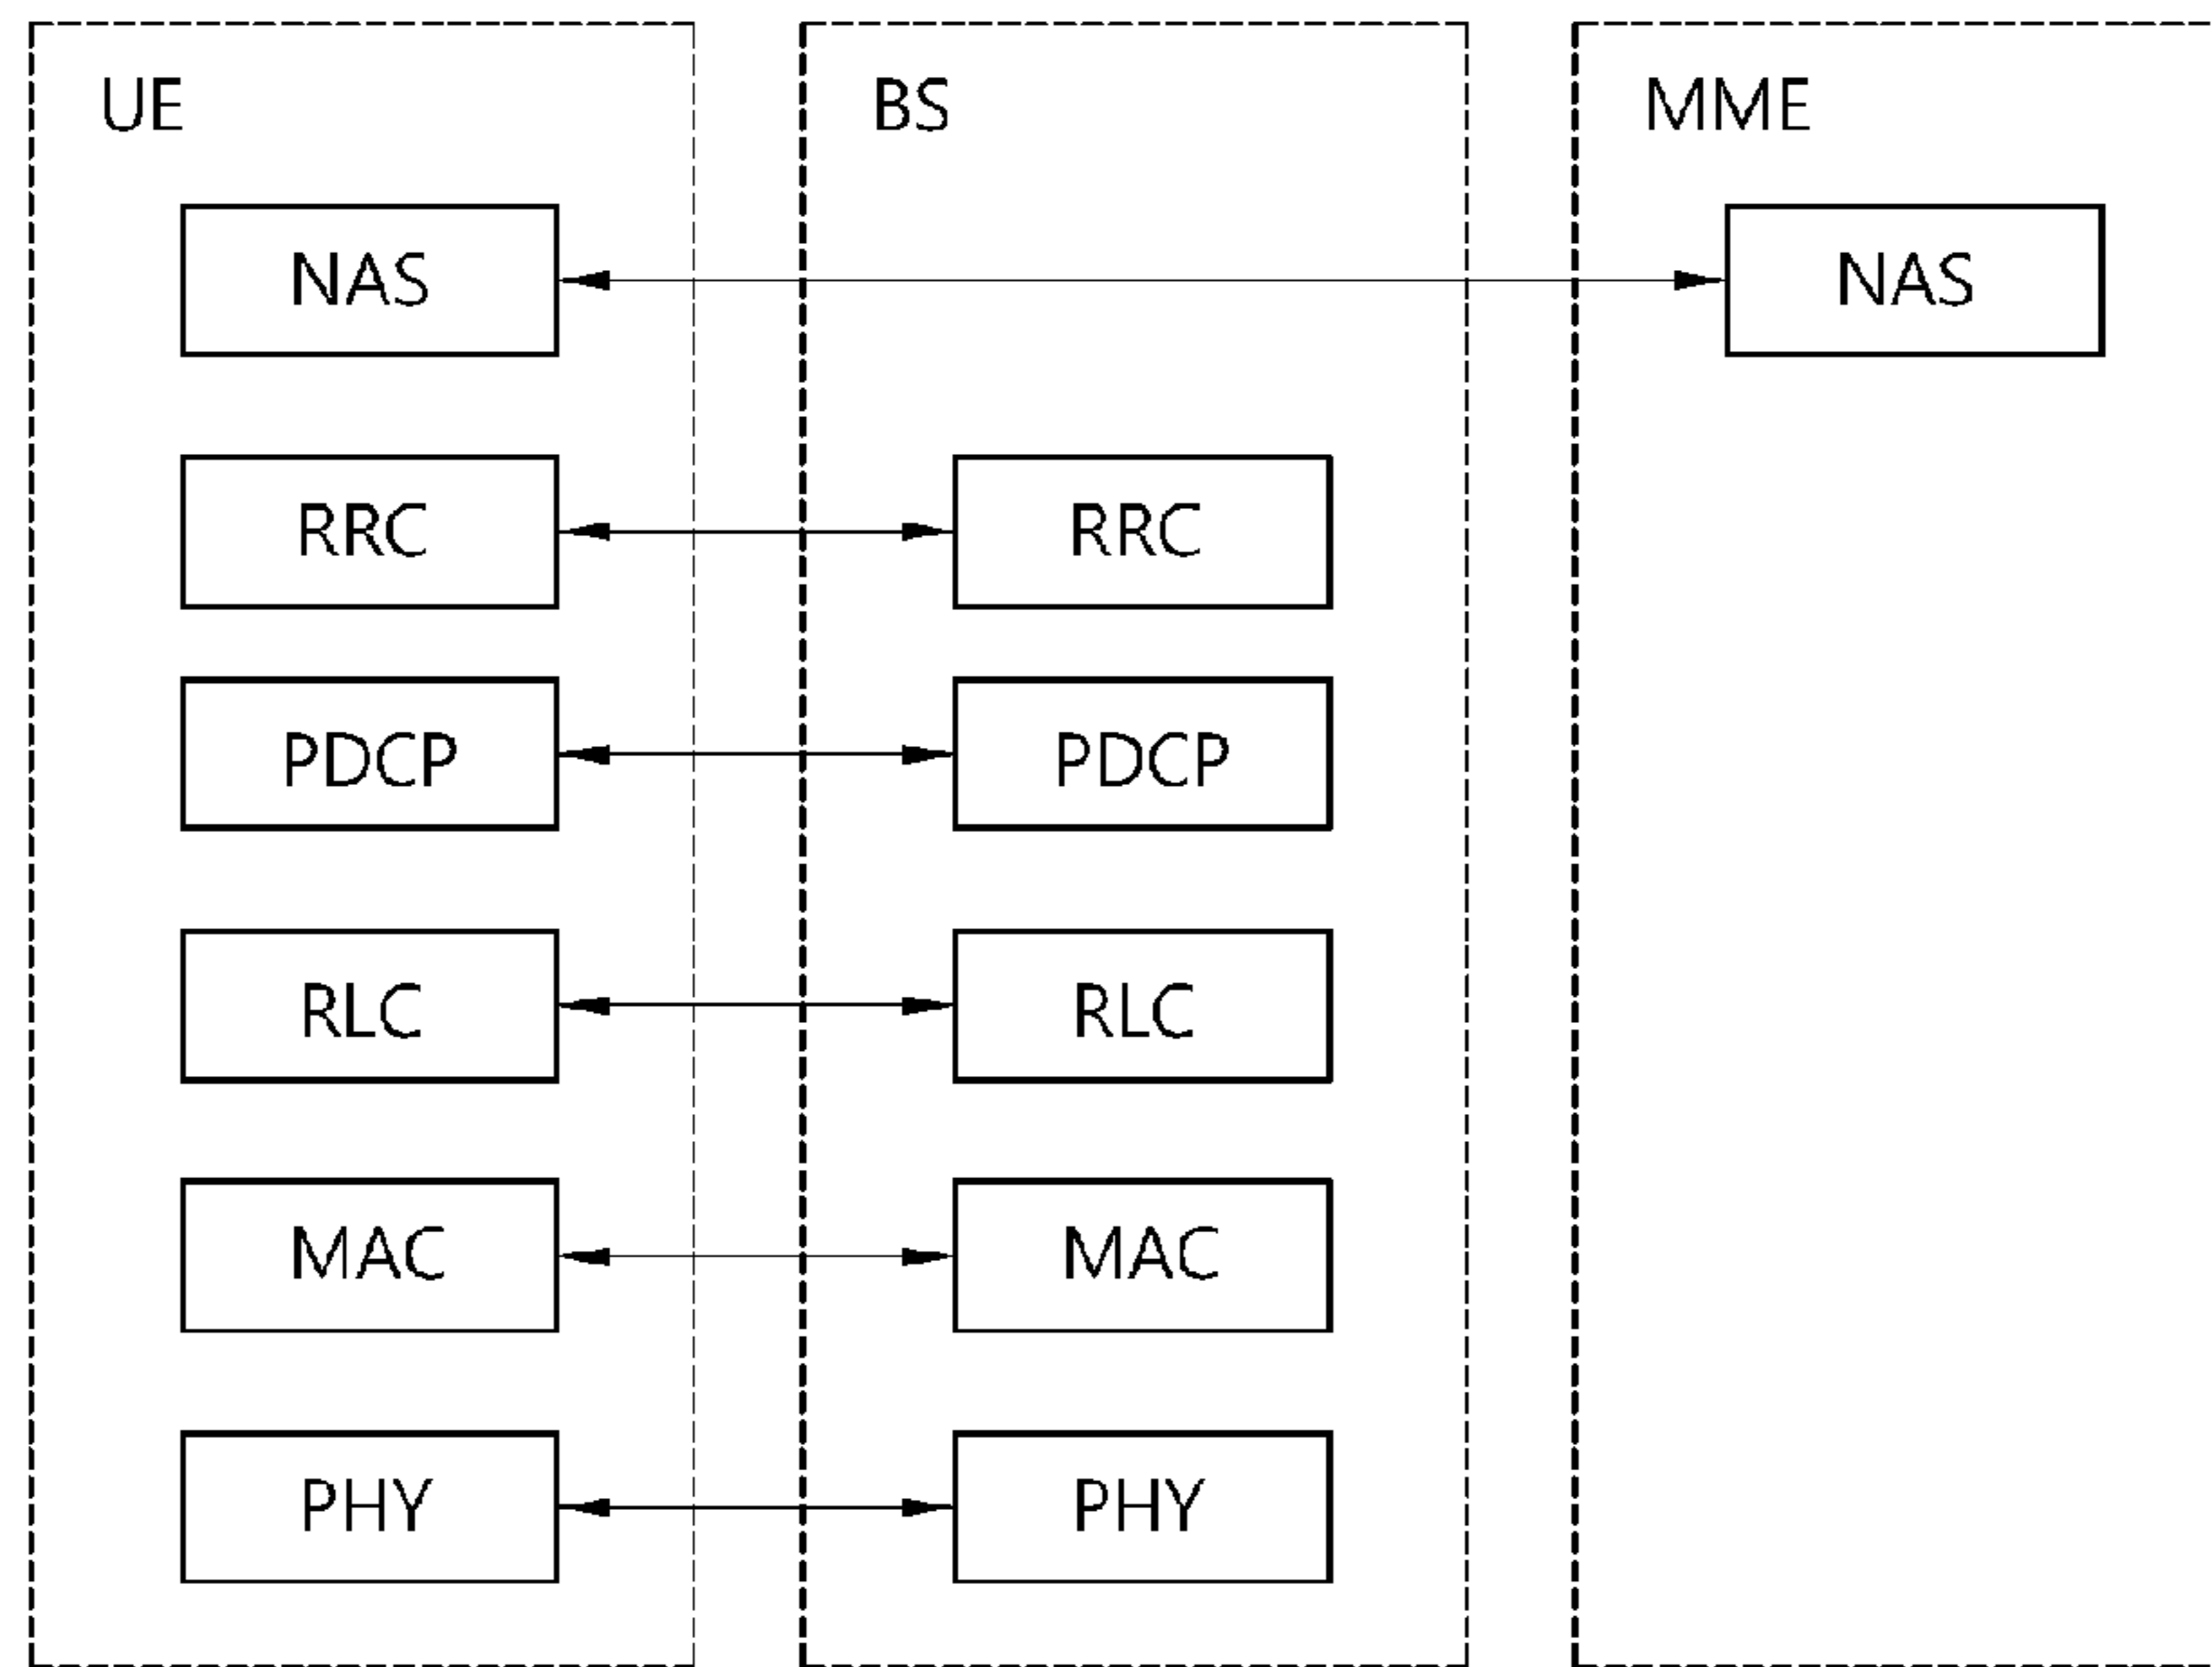 UE BS MME
NAS NAS
RRC RRC
PDCP PDCP
RLC RLC
MAC MAC
PHY PHY